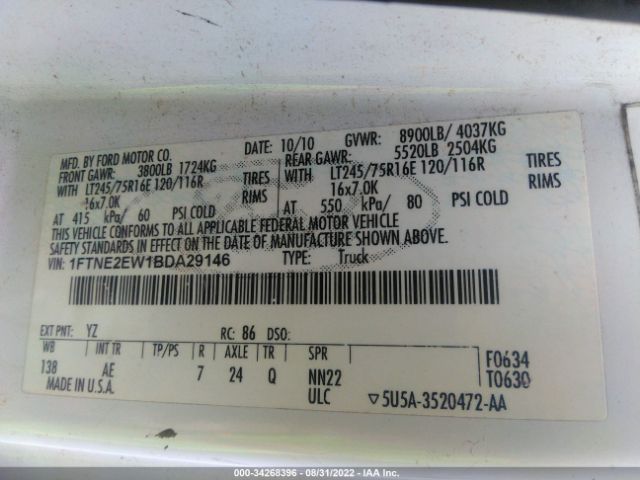 MFD. BY FORD MOTOR CO. DATE: 10/10 GVWR: 8900LB/ 4037KG
FRONT GAWR: 3800LB 1724KG REAR GAWR: 5520LB 2504KG
WITH LT245/75R16E 120/116R TIRES WITH LT245/75R16E 120/116R TIRES
16x7.0K RIMS 16x7.0K RIMS
AT 415 kPa/ 60 PSI COLD AT 550 kPa/ 80 PSI COLD
THIS VEHICLE CONFORMS TO ALL APPLICABLE FEDERAL MOTOR VEHICLE
SAFETY STANDARDS IN EFFECT ON THE DATE OF MANUFACTURE SHOWN ABOVE.
VIN: 1FTNE2EW1BDA29146 TYPE: Truck
EXT PNT: YZ RC: 86 DSO:
WB INT TR TP/PS R AXLE TR SPR F0634
138 AE 7 24 Q NN22 T0630
MADE IN U.S.A. ULC ▽5U5A-3520472-AA
000-34268396 - 08/31/2022 - IAA Inc.